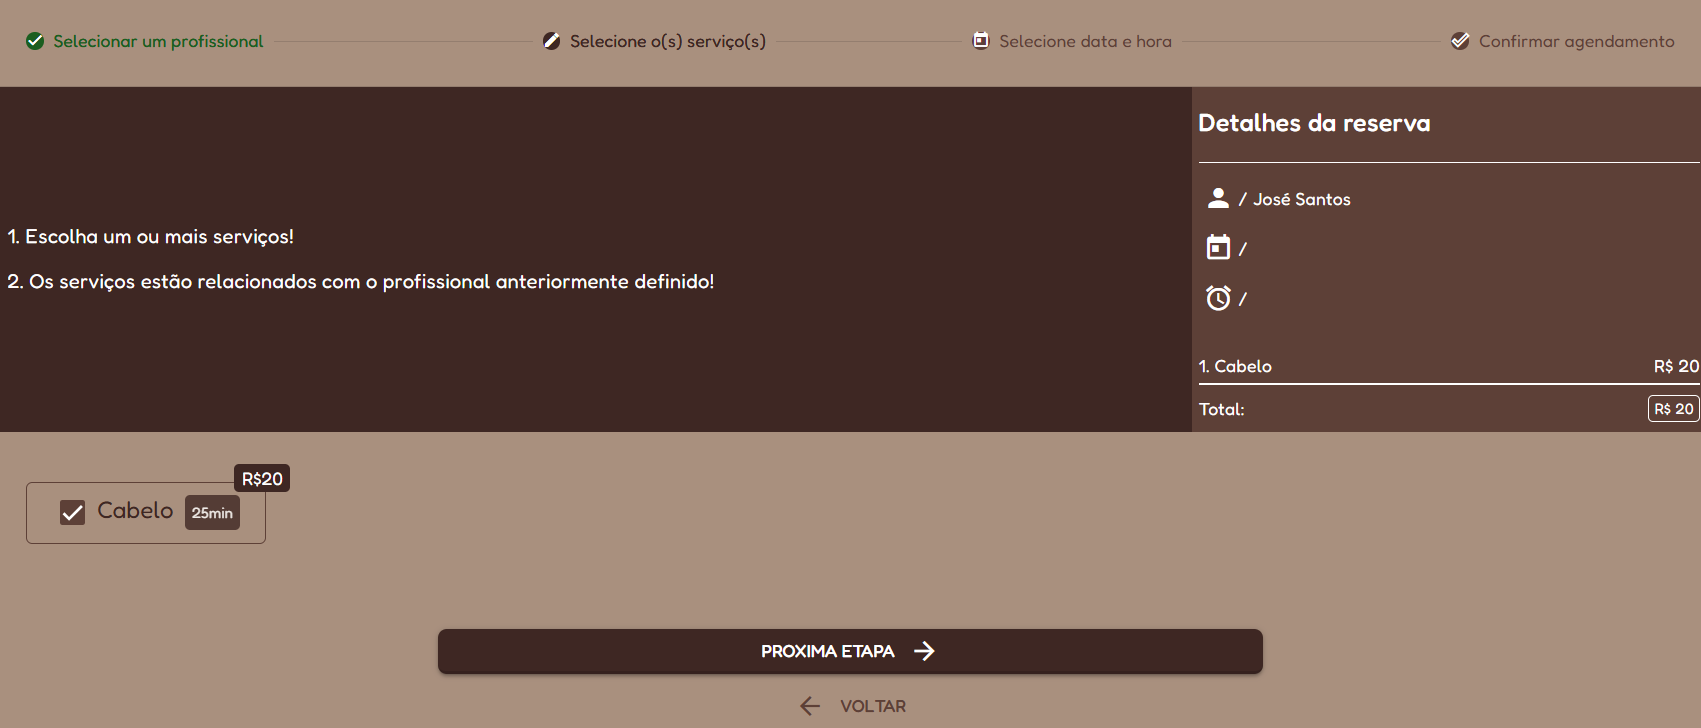 Selecionar um profissional
Selecione o(s) serviço(s)
Selecione data e hora
Confirmar agendamento
1. Escolha um ou mais serviços!
2. Os serviços estão relacionados com o profissional anteriormente definido!
Detalhes da reserva
/ José Santos
/
/
1. Cabelo R$ 20
Total: R$ 20
R$20
Cabelo 25min
PROXIMA ETAPA
VOLTAR